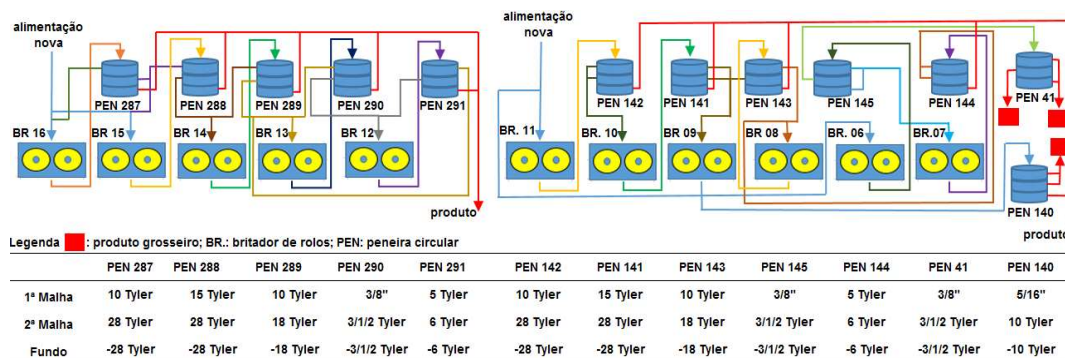 alimentação
nova
PEN 287
PEN 288
PEN 289
PEN 290
PEN 291
BR 16
BR 15
BR 14
BR 13
BR 12
produto
alimentação
nova
PEN 142
PEN 141
PEN 143
PEN 145
PEN 144
PEN 41
BR. 11
BR. 10
BR 09
BR 08
BR. 06
BR.07
PEN 140
produto
Legenda : produto grosseiro; BR.: britador de rolos; PEN: peneira circular
PEN 287 PEN 288 PEN 289 PEN 290 PEN 291 PEN 142 PEN 141 PEN 143 PEN 145 PEN 144 PEN 41 PEN 140
1ª Malha 10 Tyler 15 Tyler 10 Tyler 3/8" 5 Tyler 10 Tyler 15 Tyler 10 Tyler 3/8" 5 Tyler 3/8" 5/16"
2ª Malha 28 Tyler 28 Tyler 18 Tyler 3/1/2 Tyler 6 Tyler 28 Tyler 28 Tyler 18 Tyler 3/1/2 Tyler 6 Tyler 3/1/2 Tyler 10 Tyler
Fundo -28 Tyler -28 Tyler -18 Tyler -3/1/2 Tyler -6 Tyler -28 Tyler -28 Tyler -18 Tyler -3/1/2 Tyler -6 Tyler -3/1/2 Tyler -10 Tyler